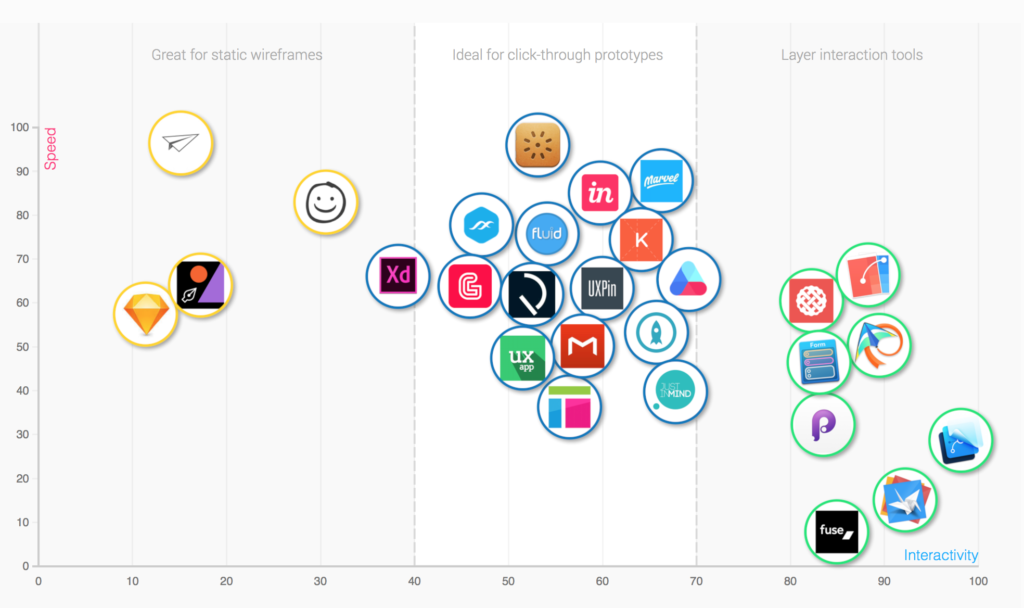 Great for static wireframes
Ideal for click-through prototypes
Layer interaction tools
100
Speed
90
80
70
60
50
40
30
20
10
0
in
Marvel
fluid
K
Xd
UXPin
Form
ux
app
JUST
INMIND
fuse
Interactivity
0
10
20
30
40
50
60
70
80
90
100